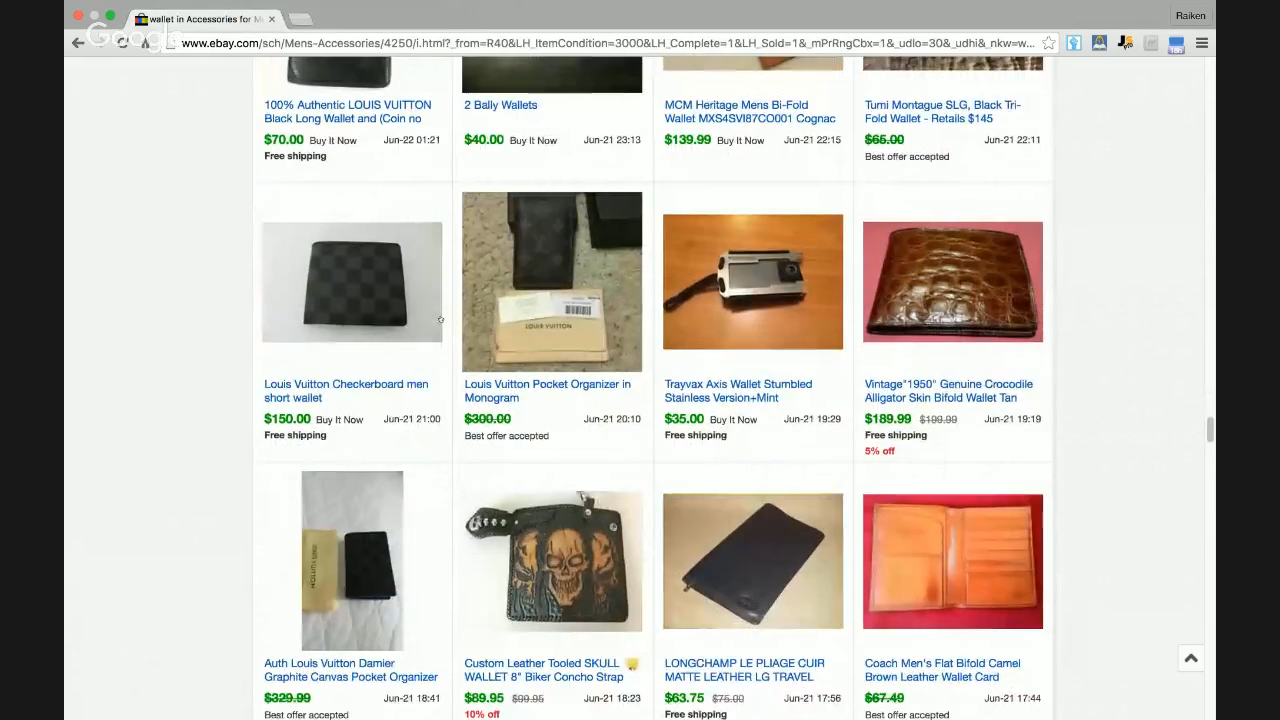 wallet in Accessories for M
Raiken
Google
www.ebay.com/sch/Mens-Accessories/4250/i.html?_from=R40&LH_ItemCondition=3000&LH_Complete=1&LH_Sold=1&_mPrRngCbx=1&_udlo=30&_udhi&_nkw=w...
100% Authentic LOUIS VUITTON
Black Long Wallet and (Coin no
$70.00 Buy It Now Jun-22 01:21
Free shipping
2 Bally Wallets
$40.00 Buy It Now Jun-21 23:13
MCM Heritage Mens Bi-Fold
Wallet MXS4SVI87CO001 Cognac
$139.99 Buy It Now Jun-21 22:15
Tumi Montague SLG, Black Tri-
Fold Wallet - Retails $145
$65.00 Jun-21 22:11
Best offer accepted
LOUIS VUITTON
Louis Vuitton Checkerboard men
short wallet
$150.00 Buy It Now Jun-21 21:00
Free shipping
Louis Vuitton Pocket Organizer in
Monogram
$300.00 Jun-21 20:10
Best offer accepted
Trayvax Axis Wallet Stumbled
Stainless Version+Mint
$35.00 Buy It Now Jun-21 19:29
Free shipping
Vintage"1950" Genuine Crocodile
Alligator Skin Bifold Wallet Tan
$189.99 $199.99 Jun-21 19:19
Free shipping
5% off
LOUIS VUITTON
Auth Louis Vuitton Damier
Graphite Canvas Pocket Organizer
$329.99 Jun-21 18:41
Best offer accepted
Custom Leather Tooled SKULL
WALLET 8" Biker Concho Strap
$89.95 $99.95 Jun-21 18:23
10% off
LONGCHAMP LE PLIAGE CUIR
MATTE LEATHER LG TRAVEL
$63.75 $75.00 Jun-21 17:56
Free shipping
Coach Men's Flat Bifold Camel
Brown Leather Wallet Card
$67.49 Jun-21 17:44
Best offer accepted